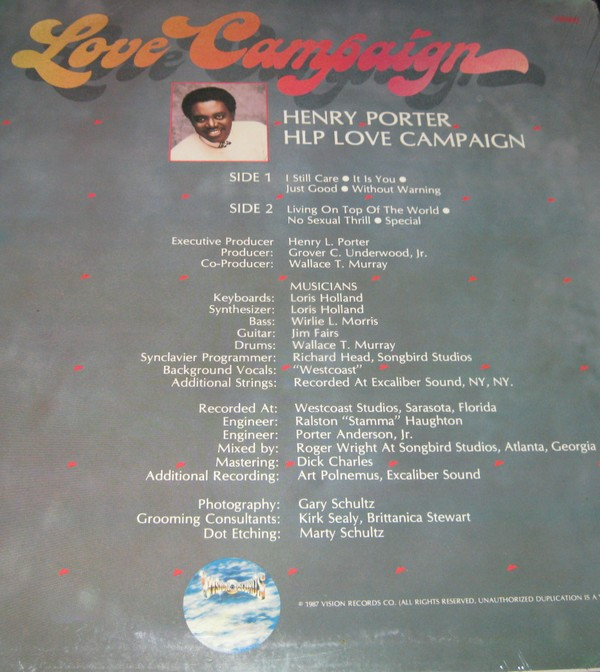 Love Campaign
HENRY PORTER
HLP LOVE CAMPAIGN
SIDE 1 I Still Care ● It Is You ●
Just Good ● Without Warning
SIDE 2 Living On Top Of The World ●
No Sexual Thrill ● Special
Executive Producer Henry L. Porter
Producer: Grover C. Underwood, Jr.
Co-Producer: Wallace T. Murray
MUSICIANS
Keyboards: Loris Holland
Synthesizer: Loris Holland
Bass: Wirlie L. Morris
Guitar: Jim Fairs
Drums: Wallace T. Murray
Synclavier Programmer: Richard Head, Songbird Studios
Background Vocals: "Westcoast"
Additional Strings: Recorded At Excaliber Sound, NY, NY.
Recorded At: Westcoast Studios, Sarasota, Florida
Engineer: Ralston "Stamma" Haughton
Engineer: Porter Anderson, Jr.
Mixed by: Roger Wright At Songbird Studios, Atlanta, Georgia
Mastering: Dick Charles
Additional Recording: Art Polnemus, Excaliber Sound
Photography: Gary Schultz
Grooming Consultants: Kirk Sealy, Brittanica Stewart
Dot Etching: Marty Schultz
℗ 1987 VISION RECORDS CO. (ALL RIGHTS RESERVED, UNAUTHORIZED DUPLICATION IS A